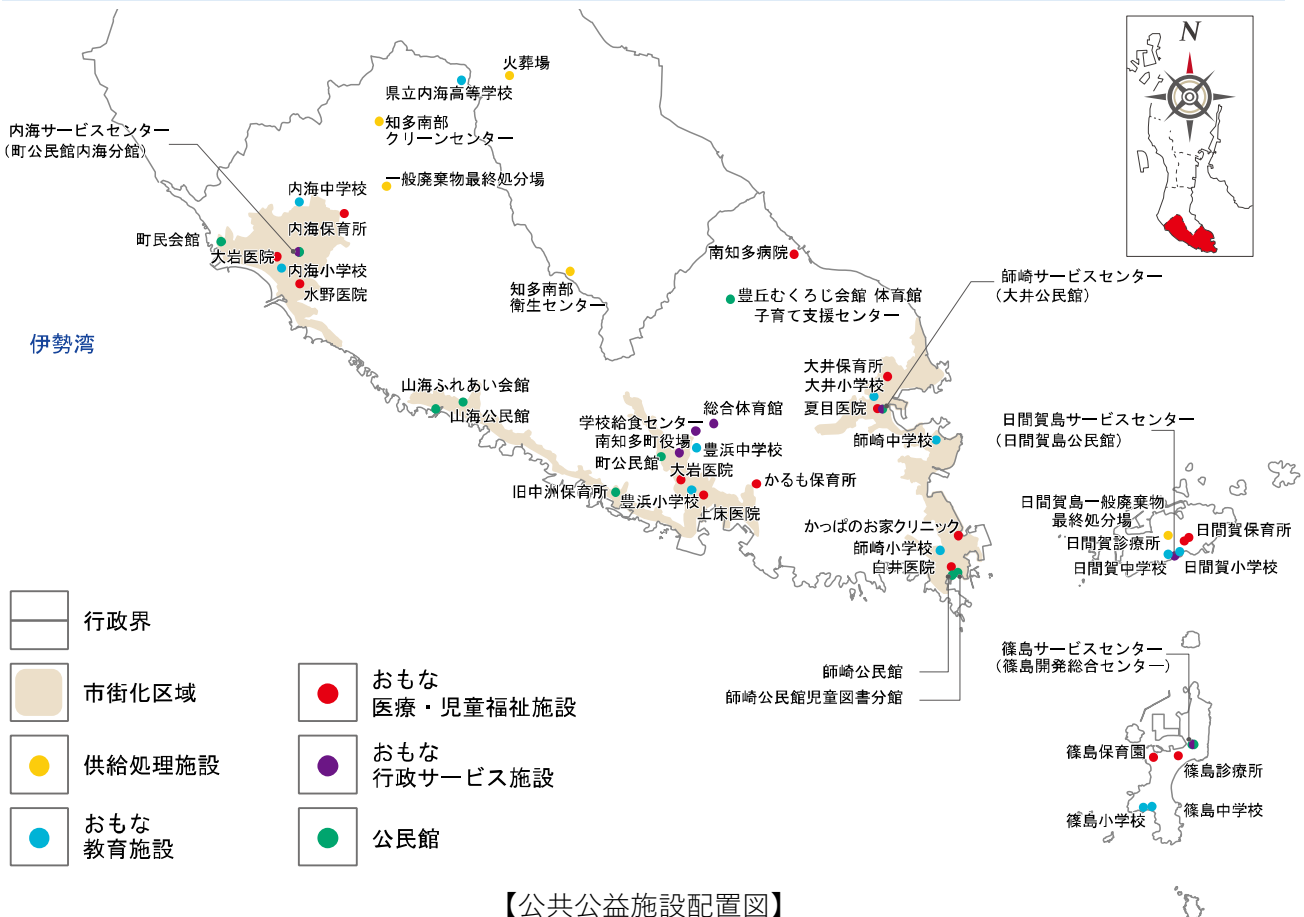 N
火葬場
県立内海高等学校
知多南部
クリーンセンター
内海サービスセンター
(町公民館内海分館)
一般廃棄物最終処分場
内海中学校
内海保育所
町民会館
大岩医院
内海小学校
水野医院
南知多病院
知多南部
衛生センター
豊丘むくろじ会館 体育館
子育て支援センター
師崎サービスセンター
(大井公民館)
伊勢湾
大井保育所
大井小学校
夏目医院
山海ふれあい会館
山海公民館
総合体育館
学校給食センター
南知多町役場
豊浜中学校
町公民館
大岩医院
師崎中学校
日間賀島サービスセンター
(日間賀島公民館)
かるも保育所
旧中洲保育所
豊浜小学校
上床医院
かっぱのお家クリニック
師崎小学校
白井医院
日間賀島一般廃棄物
最終処分場
日間賀保育所
日間賀診療所
日間賀中学校
日間賀小学校
師崎公民館
師崎公民館児童図書分館
篠島サービスセンター
(篠島開発総合センター)
篠島保育園
篠島診療所
篠島小学校
篠島中学校
行政界
市街化区域
供給処理施設
おもな
教育施設
おもな
医療・児童福祉施設
おもな
行政サービス施設
公民館
【公共公益施設配置図】